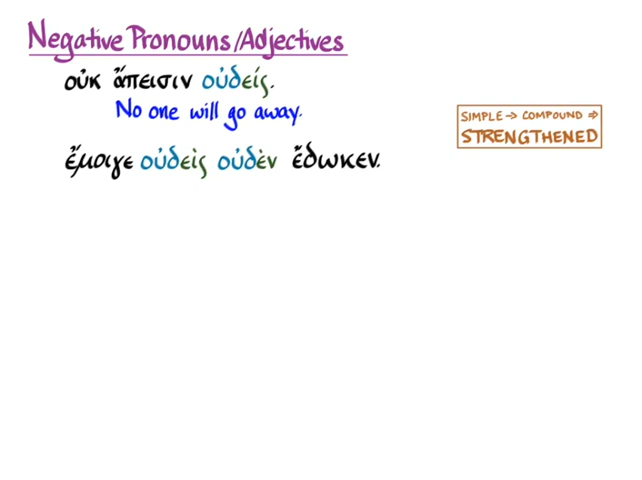 Negative Pronouns/Adjectives
οὐκ ἄπεισιν οὐδείς.
No one will go away.
SIMPLE → COMPOUND ⇒
STRENGTHENED
ἔμοιγε οὐδεὶς οὐδὲν ἔδωκεν.